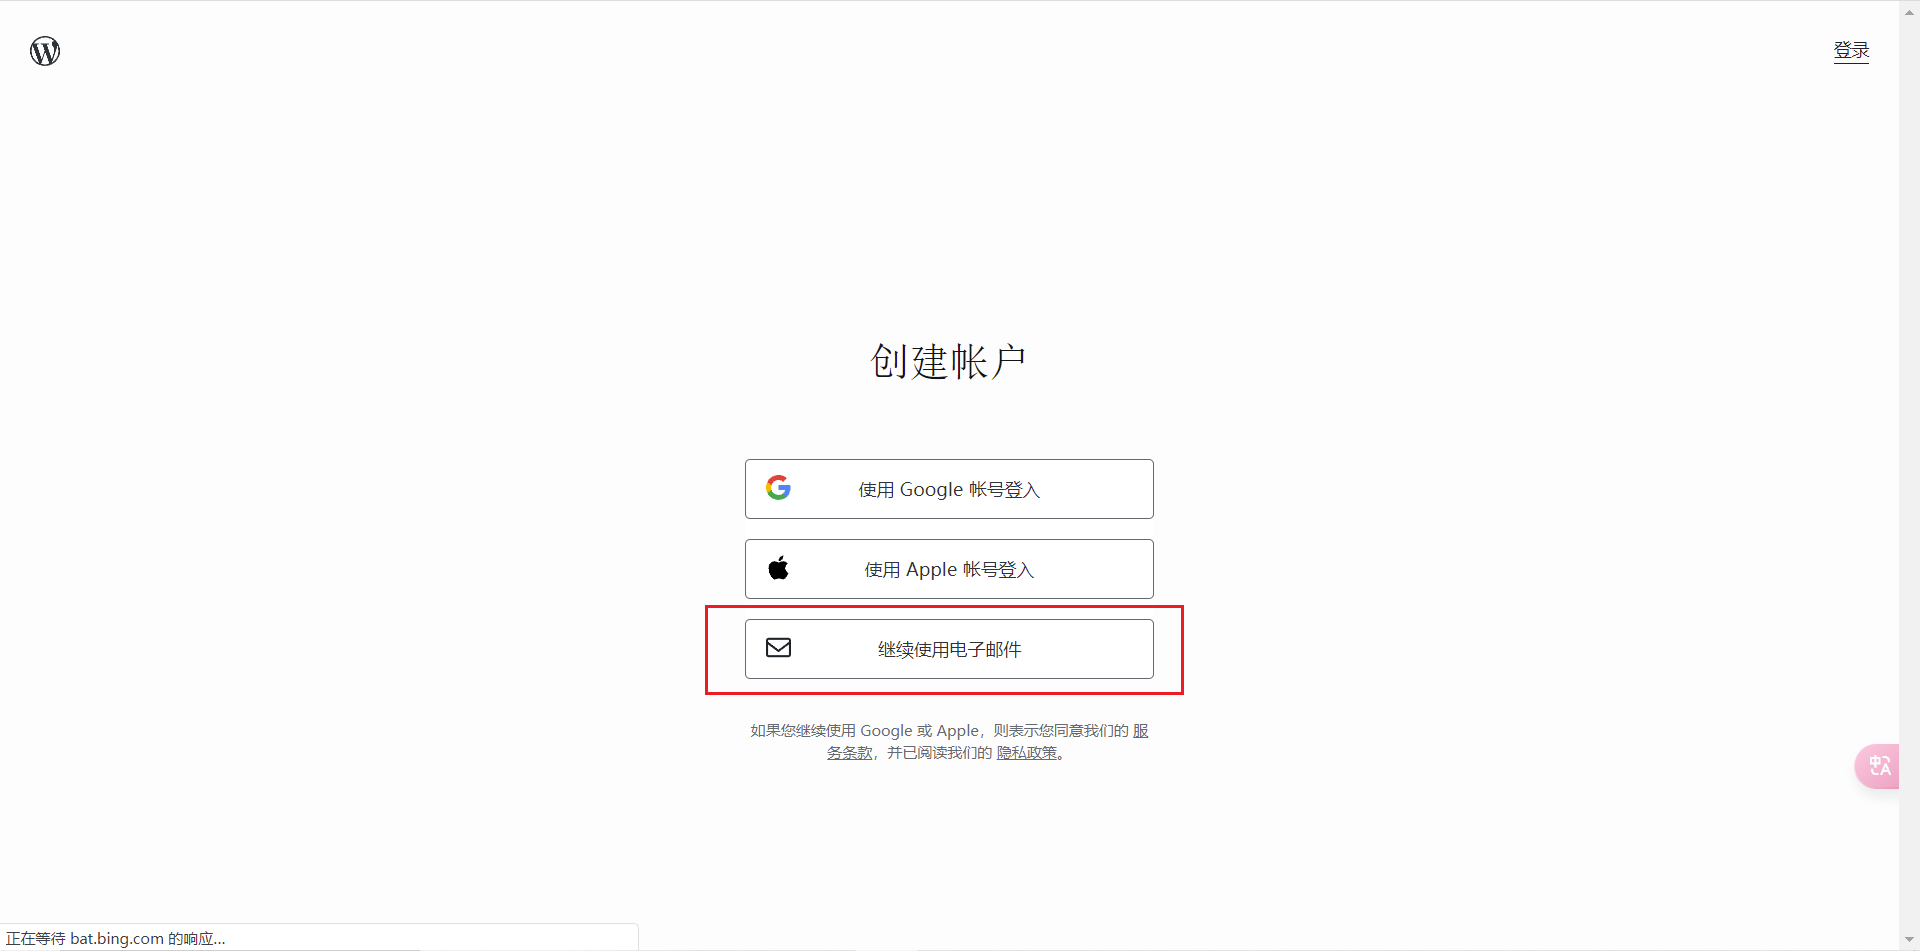 登录
创建帐户
使用 Google 帐号登入
使用 Apple 帐号登入
继续使用电子邮件
如果您继续使用 Google 或 Apple，则表示您同意我们的 服
务条款，并已阅读我们的 隐私政策。
中A
正在等待 bat.bing.com 的响应...